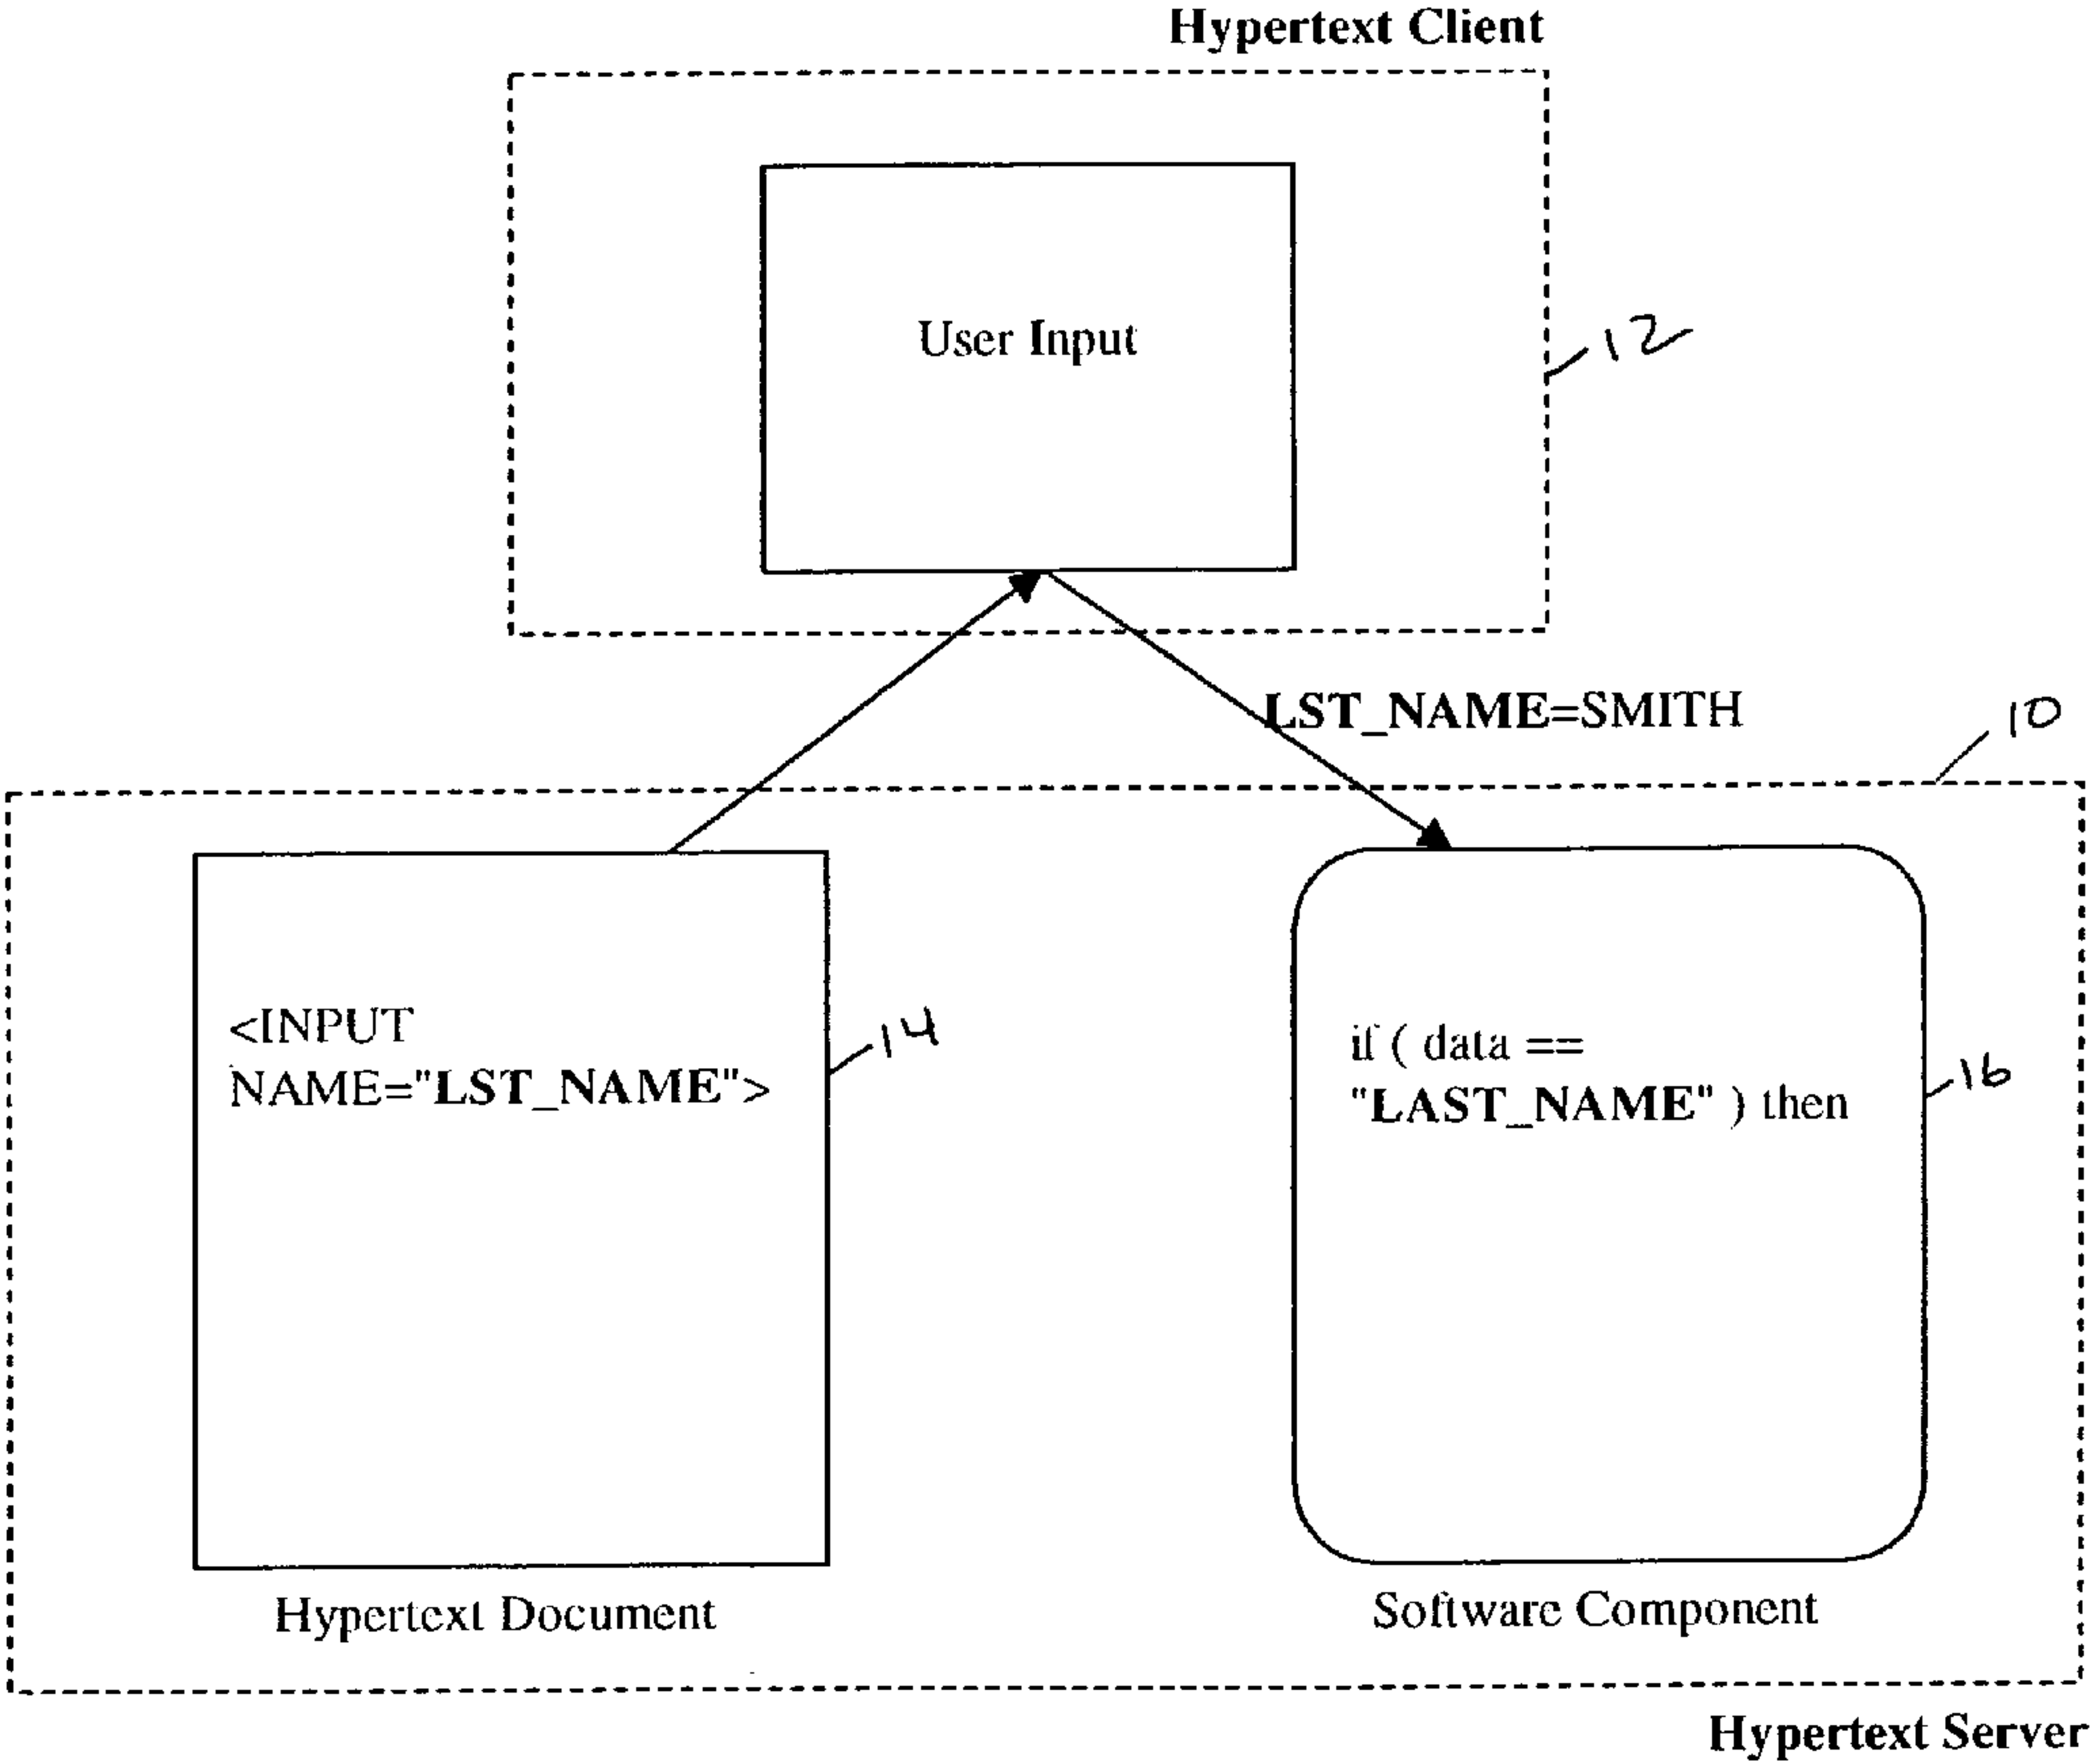 Hypertext Client
User Input
12
LST_NAME=SMITH
10
<INPUT
NAME="LST_NAME">
14
if ( data ==
"LAST_NAME" ) then
16
Hypertext Document
Software Component
Hypertext Server